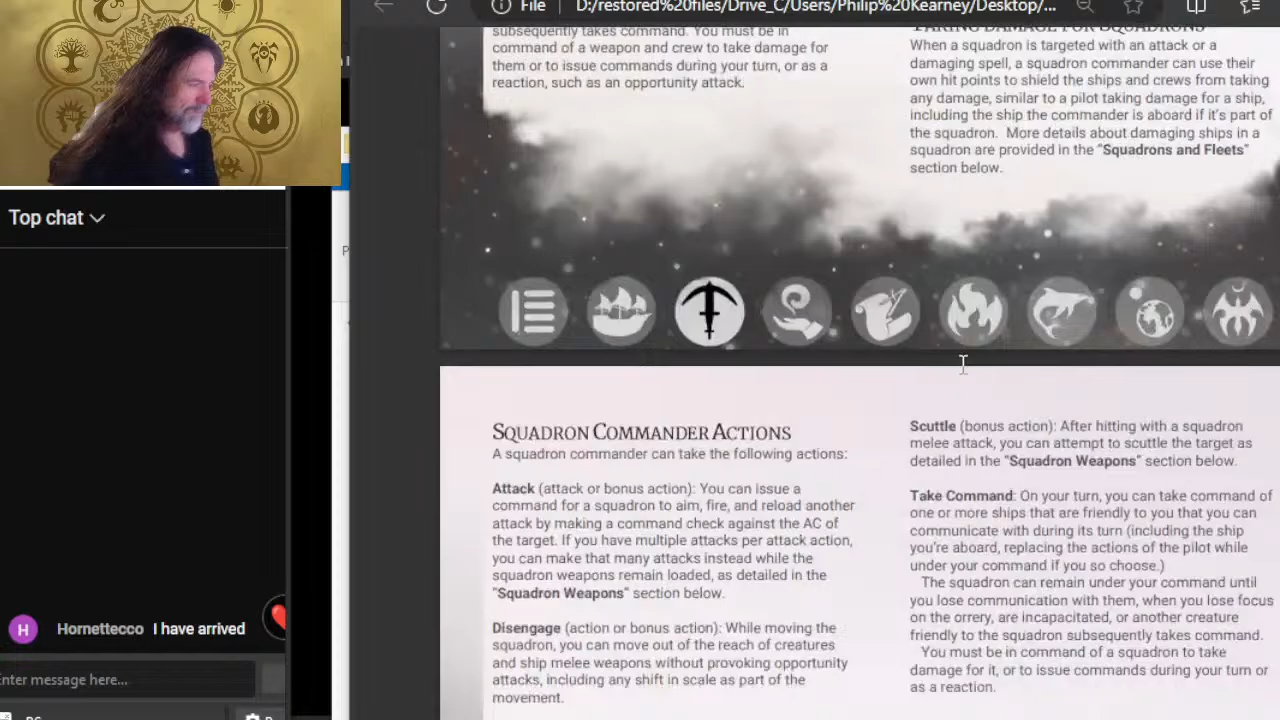 File
D:/restored%20files/Drive_C/Users/Philip%20Kearney/Desktop/...
Top chat
H
Hornettecco I have arrived
Enter message here...
subsequently takes command. You must be in
command of a weapon and crew to take damage for
them or to issue commands during your turn, or as a
reaction, such as an opportunity attack.
TAKING DAMAGE FOR SQUADRONS
When a squadron is targeted with an attack or a
damaging spell, a squadron commander can use their
own hit points to shield the ships and crews from taking
any damage, similar to a pilot taking damage for a ship,
including the ship the commander is aboard if it's part of
the squadron. More details about damaging ships in a
squadron are provided in the "Squadrons and Fleets"
section below.
SQUADRON COMMANDER ACTIONS
A squadron commander can take the following actions:
Attack (attack or bonus action): You can issue a
command for a squadron to aim, fire, and reload another
attack by making a command check against the AC of
the target. If you have multiple attacks per attack action,
you can make that many attacks instead while the
squadron weapons remain loaded, as detailed in the
"Squadron Weapons" section below.
Disengage (action or bonus action): While moving the
squadron, you can move out of the reach of creatures
and ship melee weapons without provoking opportunity
attacks, including any shift in scale as part of the
movement.
Scuttle (bonus action): After hitting with a squadron
melee attack, you can attempt to scuttle the target as
detailed in the "Squadron Weapons" section below.
Take Command: On your turn, you can take command of
one or more ships that are friendly to you that you can
communicate with during its turn (including the ship
you're aboard, replacing the actions of the pilot while
under your command if you so choose.)
The squadron can remain under your command until
you lose communication with them, when you lose focus
on the orrery, are incapacitated, or another creature
friendly to the squadron subsequently takes command.
You must be in command of a squadron to take
damage for it, or to issue commands during your turn or
as a reaction.